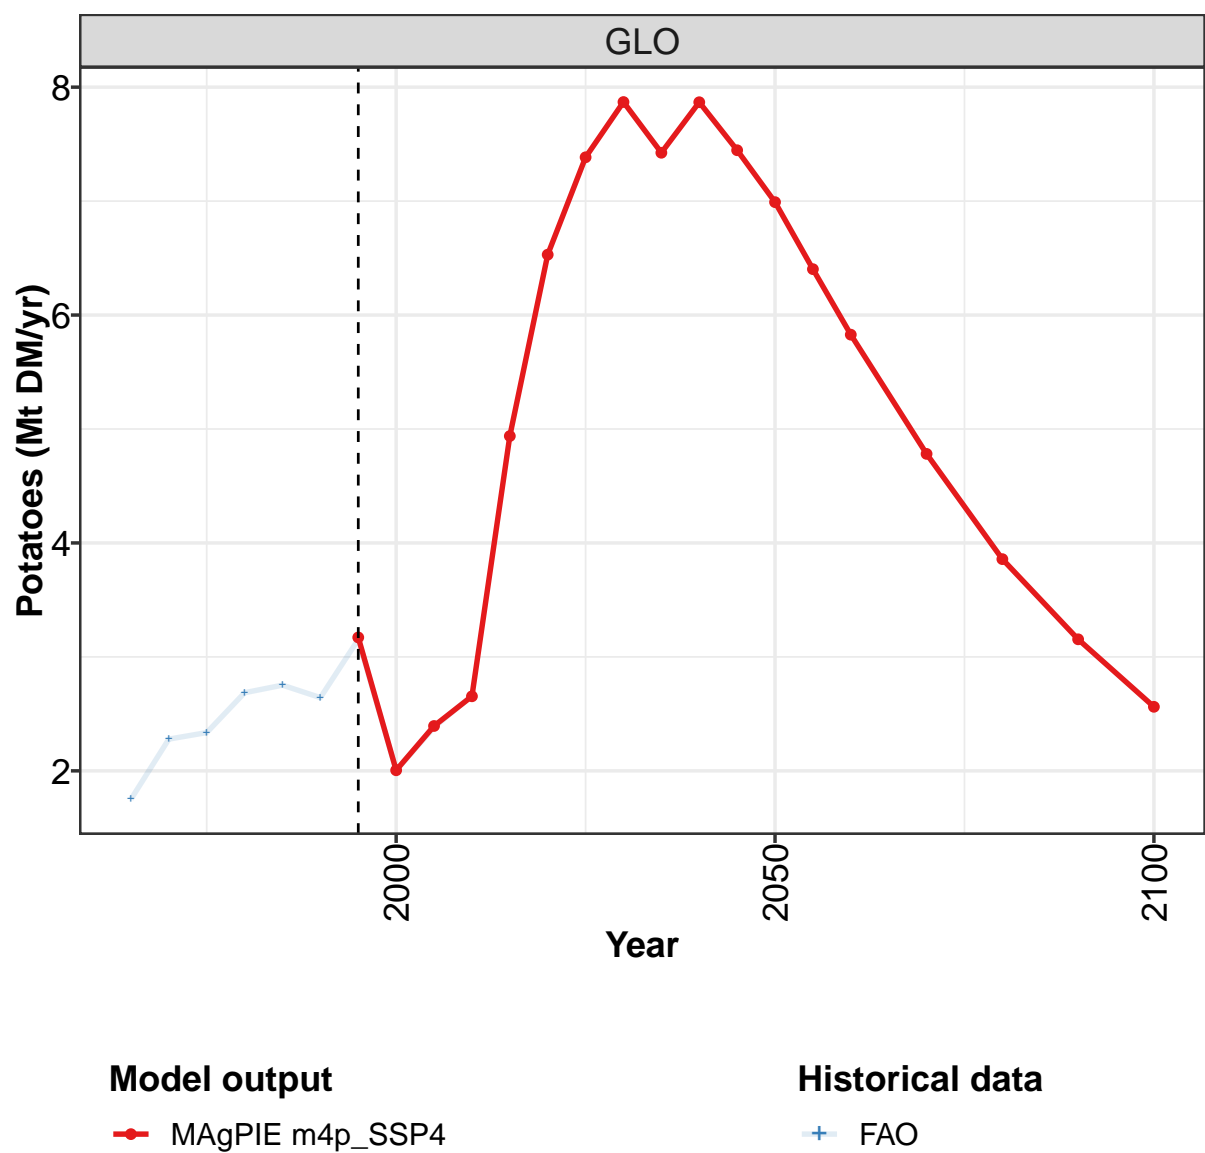 GLO
8
6
4
2
Potatoes (Mt DM/yr)
2000
2050
2100
Year
Model output
Historical data
MAgPIE m4p_SSP4
FAO